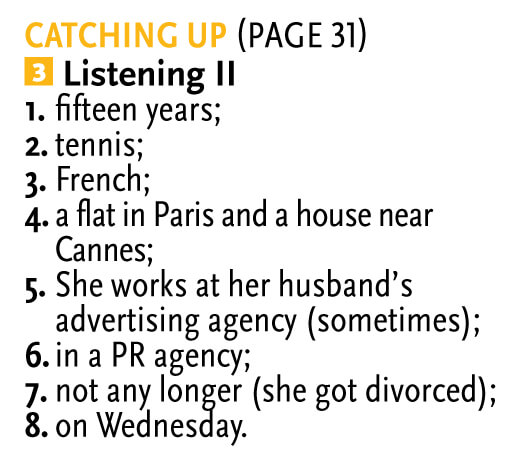 CATCHING UP (PAGE 31)
3 Listening II
1. fifteen years;
2. tennis;
3. French;
4. a flat in Paris and a house near
Cannes;
5. She works at her husband's
advertising agency (sometimes);
6. in a PR agency;
7. not any longer (she got divorced);
8. on Wednesday.